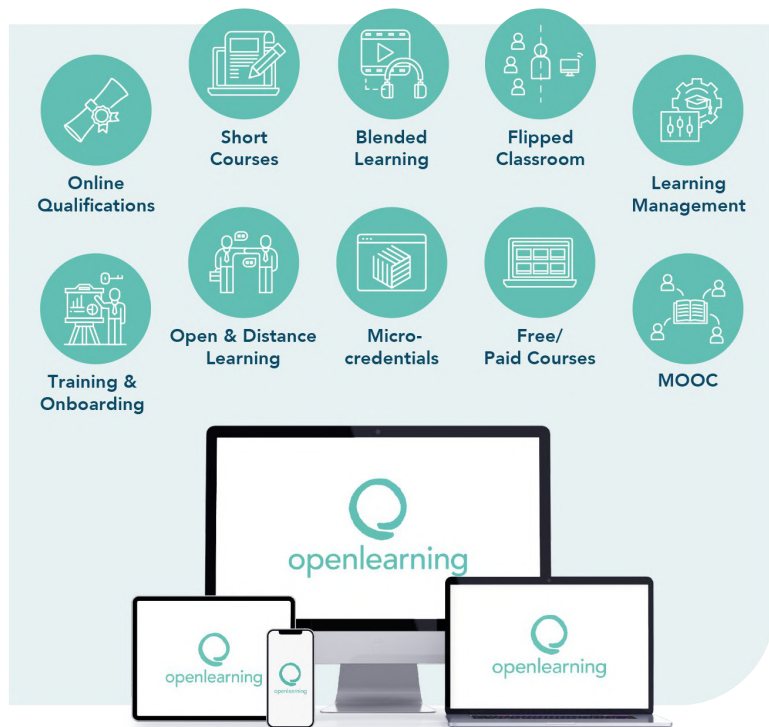 Online
Qualifications
Short
Courses
Blended
Learning
Flipped
Classroom
Learning
Management
Training &
Onboarding
Open & Distance
Learning
Micro-
credentials
Free/
Paid Courses
MOOC
openlearning
openlearning
openlearning
openlearning